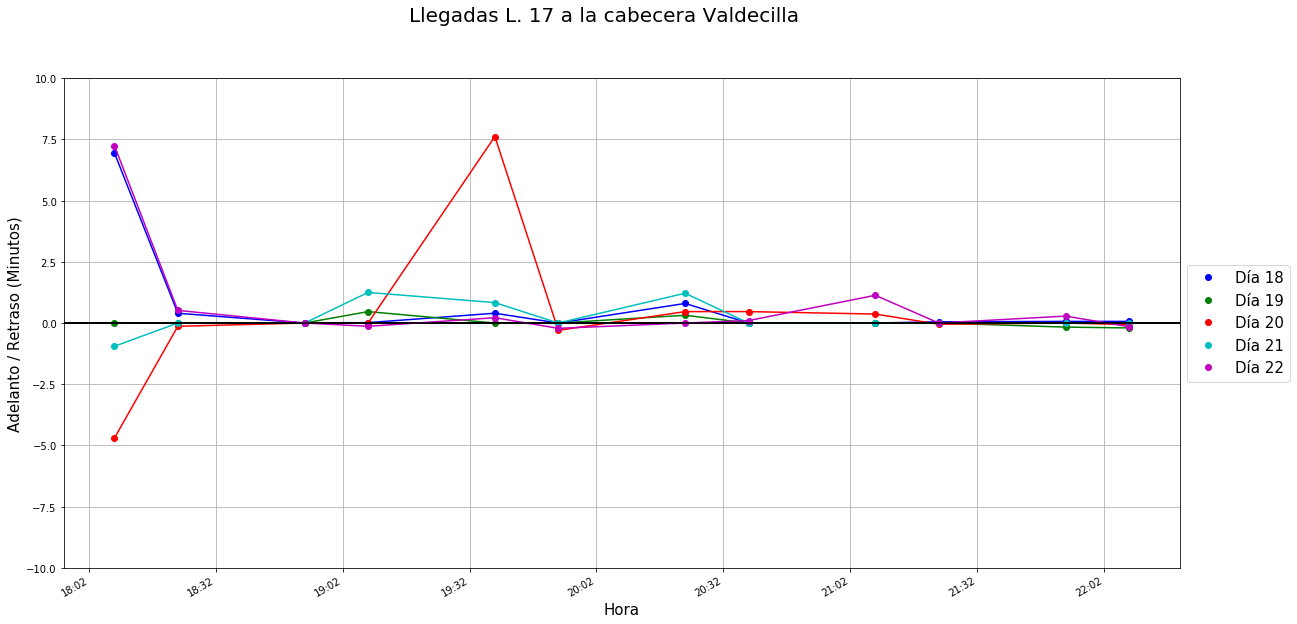 Llegadas L. 17 a la cabecera Valdecilla
10.0
7.5
5.0
2.5
0.0
−2.5
−5.0
−7.5
−10.0
Adelanto / Retraso (Minutos)
18:02
18:32
19:02
19:32
20:02
20:32
21:02
21:32
22:02
Hora
Día 18
Día 19
Día 20
Día 21
Día 22